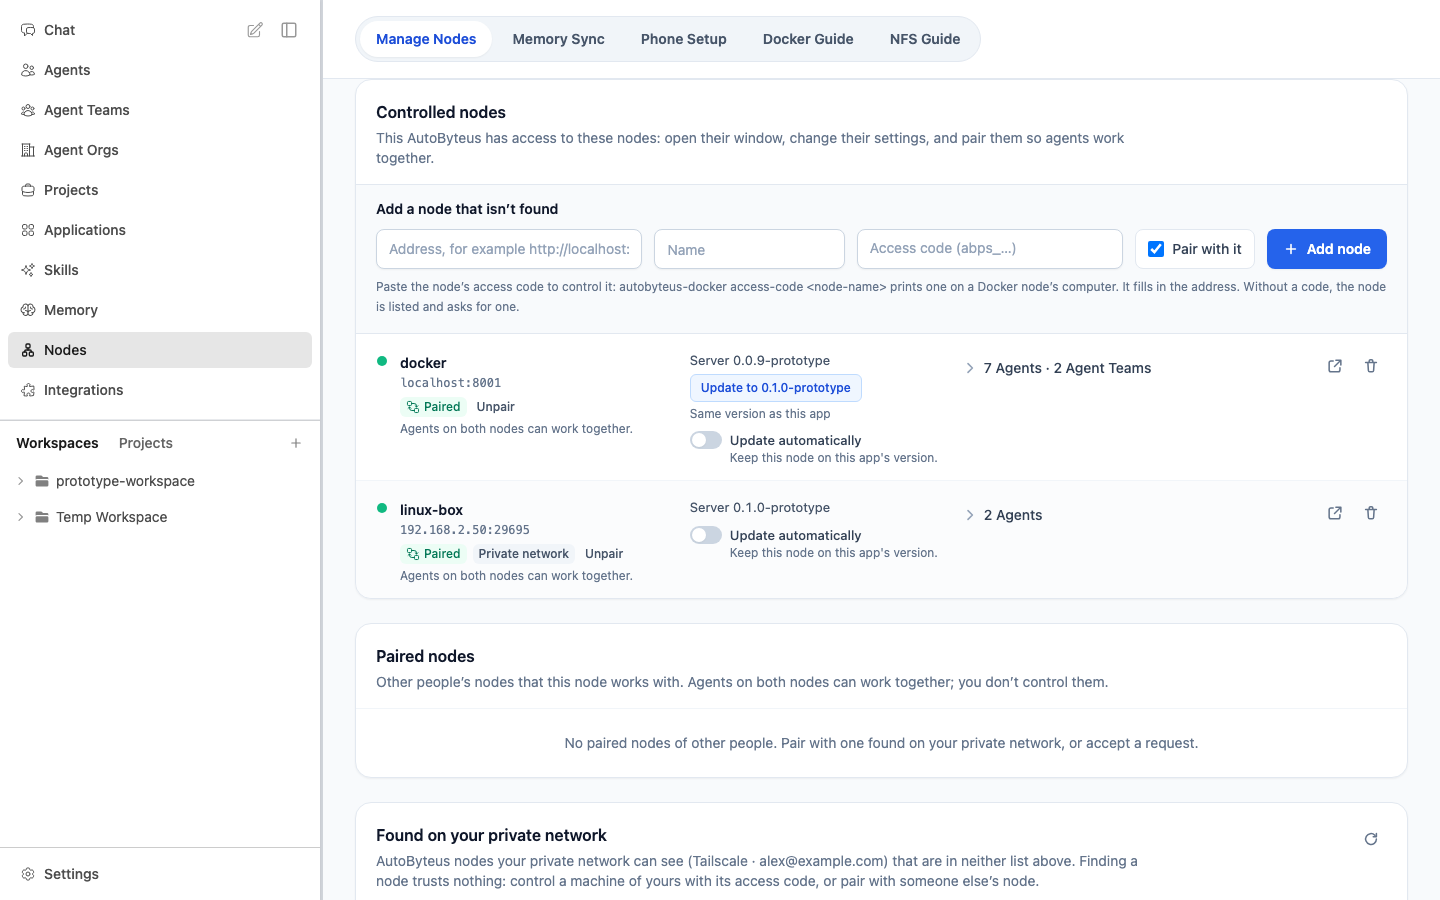 Chat
Agents
Agent Teams
Agent Orgs
Projects
Applications
Skills
Memory
Nodes
Integrations
Workspaces Projects
prototype-workspace
Temp Workspace
Settings
Manage Nodes Memory Sync Phone Setup Docker Guide NFS Guide
Controlled nodes
This AutoByteus has access to these nodes: open their window, change their settings, and pair them so agents work
together.
Add a node that isn’t found
Address, for example http://localhost: Name Access code (abps_…) Pair with it Add node
Paste the node’s access code to control it: autobyteus-docker access-code <node-name> prints one on a Docker node’s computer. It fills in the address. Without a code, the node
is listed and asks for one.
docker
localhost:8001
Paired Unpair
Agents on both nodes can work together.
Server 0.0.9-prototype
Update to 0.1.0-prototype
Same version as this app
Update automatically
Keep this node on this app's version.
7 Agents · 2 Agent Teams
linux-box
192.168.2.50:29695
Paired Private network Unpair
Agents on both nodes can work together.
Server 0.1.0-prototype
Update automatically
Keep this node on this app's version.
2 Agents
Paired nodes
Other people’s nodes that this node works with. Agents on both nodes can work together; you don’t control them.
No paired nodes of other people. Pair with one found on your private network, or accept a request.
Found on your private network
AutoByteus nodes your private network can see (Tailscale · alex@example.com) that are in neither list above. Finding a
node trusts nothing: control a machine of yours with its access code, or pair with someone else’s node.